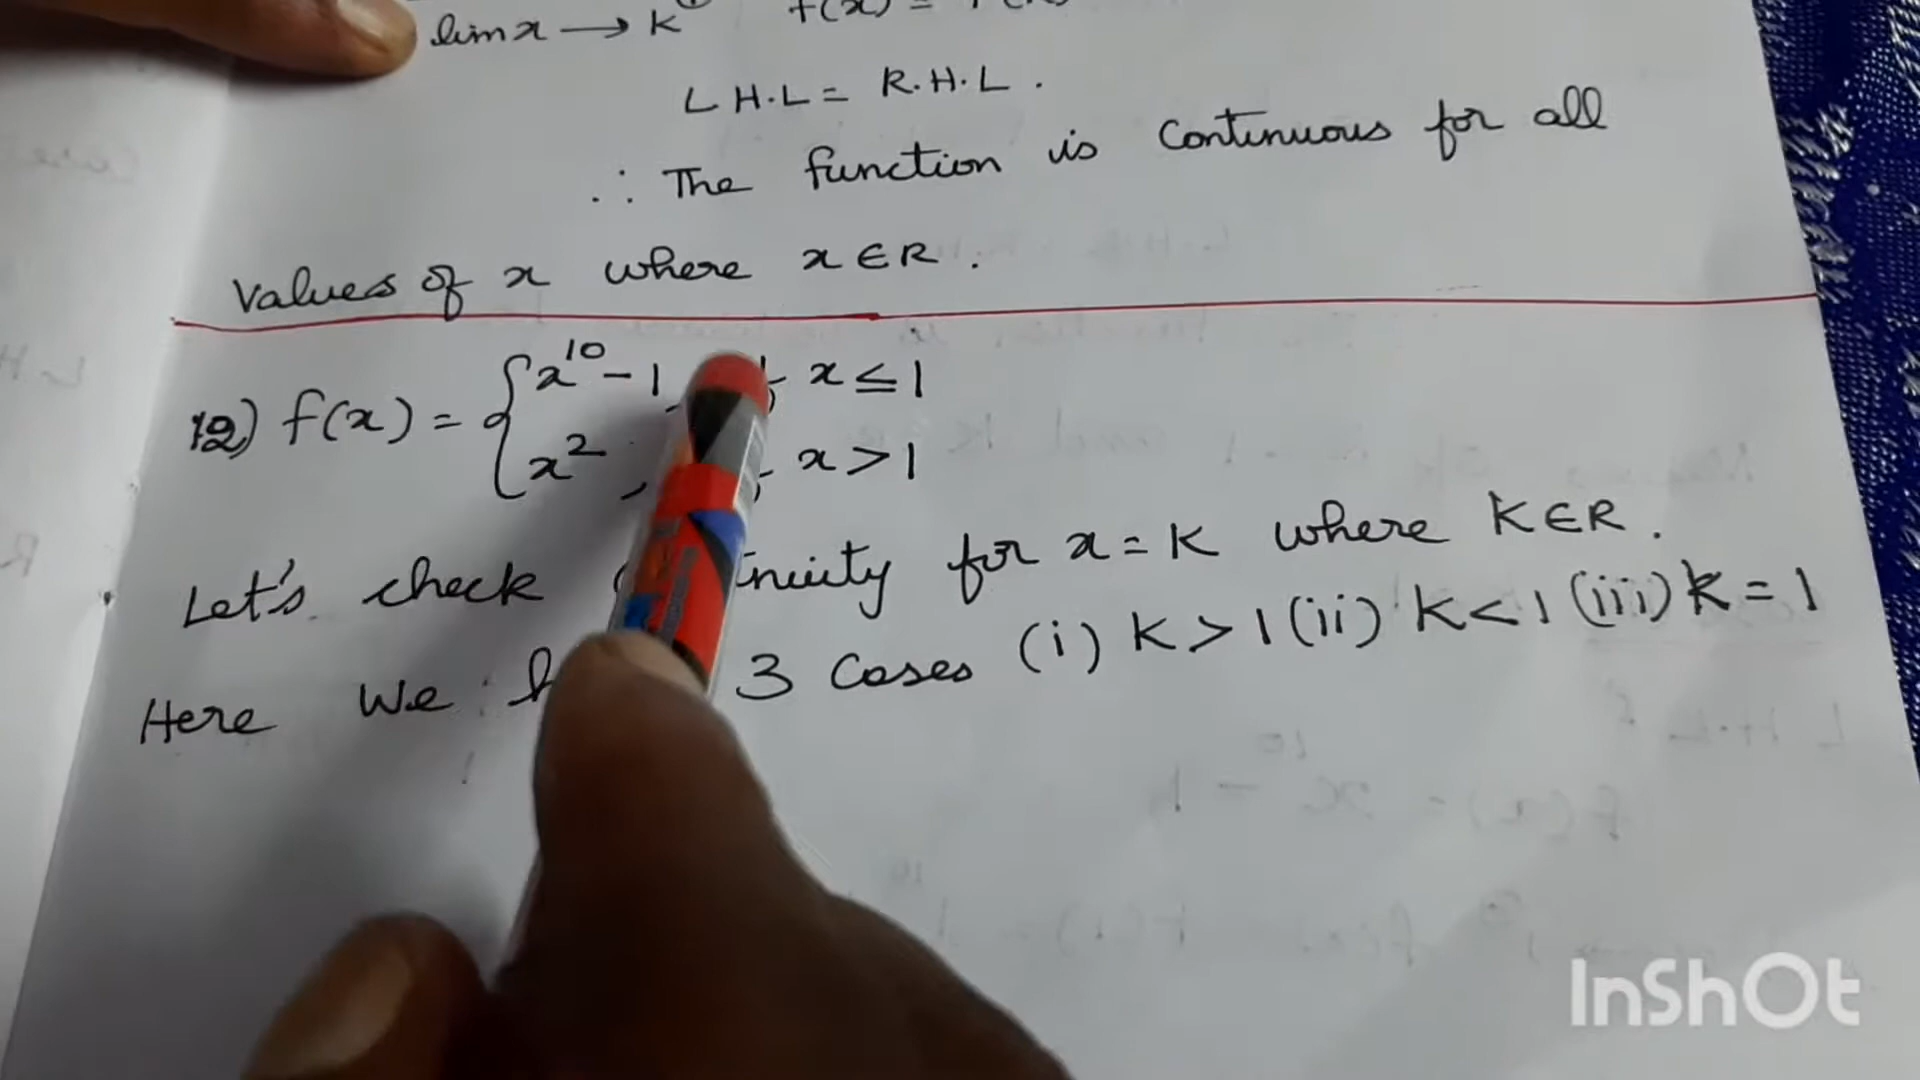 lim x → K
L H.L = R.H.L.
∴ The function is continuous for all
values of x where x ∈ R.
12) f(x) = { x¹⁰ - 1, x ≤ 1
x², x > 1
Let's check for x = K where K ∈ R.
Here we 3 cases (i) K > 1 (ii) K < 1 (iii) k = 1
InShOt